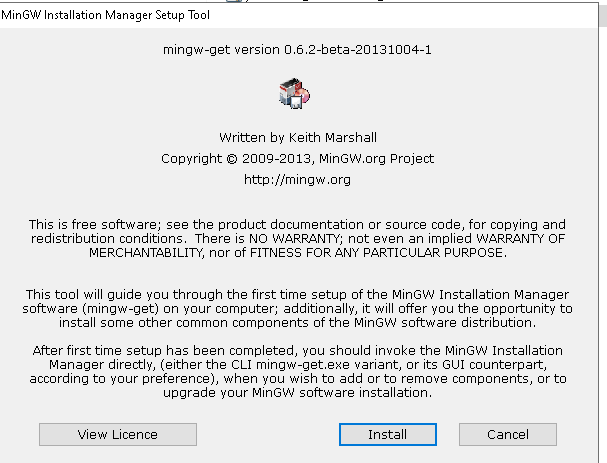 MinGW Installation Manager Setup Tool
mingw-get version 0.6.2-beta-20131004-1
Written by Keith Marshall
Copyright © 2009-2013, MinGW.org Project
http://mingw.org
This is free software; see the product documentation or source code, for copying and
redistribution conditions.  There is NO WARRANTY; not even an implied WARRANTY OF
MERCHANTABILITY, nor of FITNESS FOR ANY PARTICULAR PURPOSE.
This tool will guide you through the first time setup of the MinGW Installation Manager
software (mingw-get) on your computer; additionally, it will offer you the opportunity to
install some other common components of the MinGW software distribution.
After first time setup has been completed, you should invoke the MinGW Installation
Manager directly, (either the CLI mingw-get.exe variant, or its GUI counterpart,
according to your preference), when you wish to add or to remove components, or to
upgrade your MinGW software installation.
View Licence
Install
Cancel